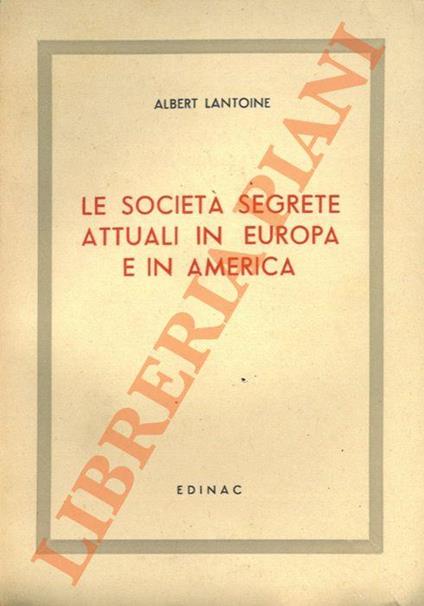 ALBERT LANTOINE
LE SOCIETÀ SEGRETE
ATTUALI IN EUROPA
E IN AMERICA
EDINAC
LIBRERIA PIANI